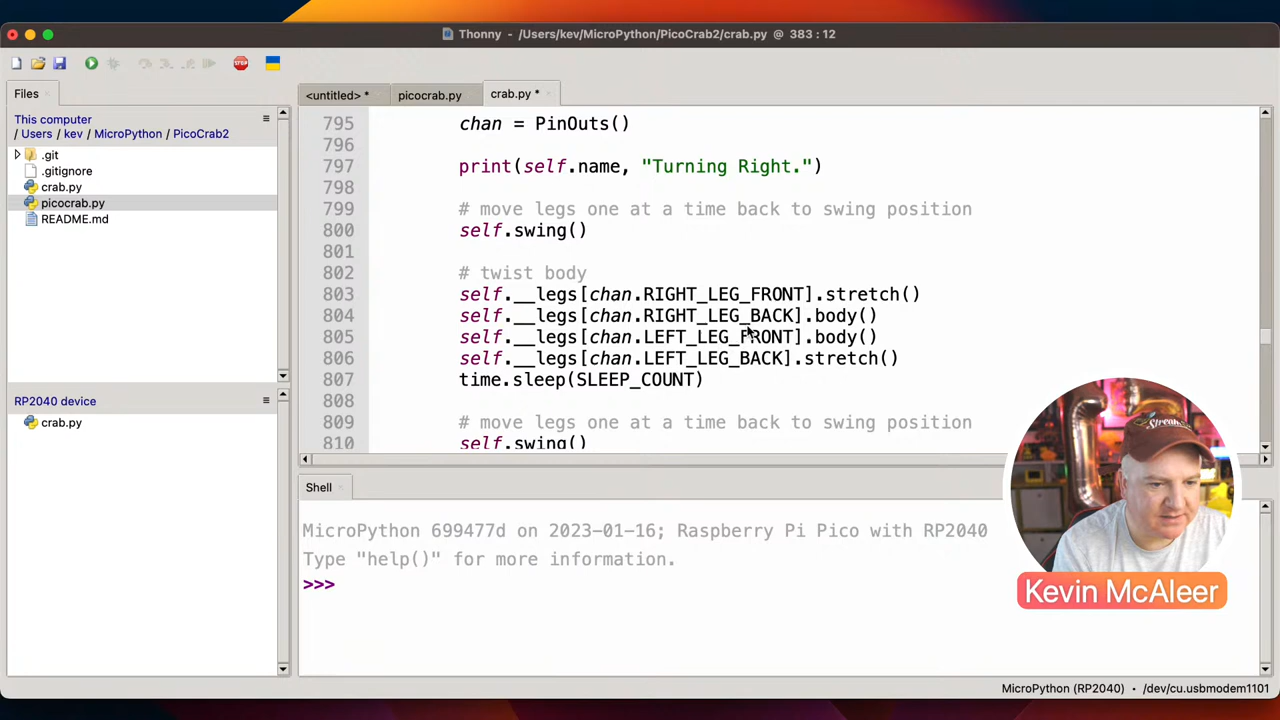 Thonny - /Users/kev/MicroPython/PicoCrab2/crab.py @ 383 : 12
STOP
Files
<untitled> *
picocrab.py
crab.py *
This computer
/ Users / kev / MicroPython / PicoCrab2
.git
.gitignore
crab.py
picocrab.py
README.md
RP2040 device
crab.py
795 chan = PinOuts()
796
797 print(self.name, "Turning Right.")
798
799 # move legs one at a time back to swing position
800 self.swing()
801
802 # twist body
803 self.__legs[chan.RIGHT_LEG_FRONT].stretch()
804 self.__legs[chan.RIGHT_LEG_BACK].body()
805 self.__legs[chan.LEFT_LEG_FRONT].body()
806 self.__legs[chan.LEFT_LEG_BACK].stretch()
807 time.sleep(SLEEP_COUNT)
808
809 # move legs one at a time back to swing position
810 self.swing()
Shell
MicroPython 699477d on 2023-01-16; Raspberry Pi Pico with RP2040
Type "help()" for more information.
>>>
Kevin McAleer
MicroPython (RP2040) • /dev/cu.usbmodem1101